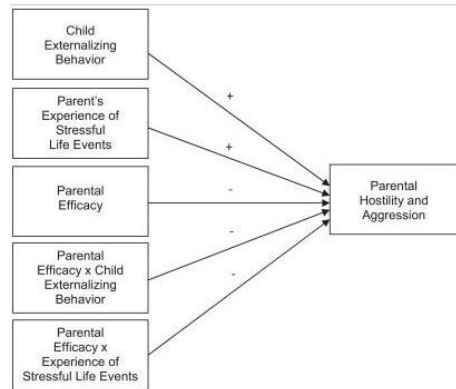 Child
Externalizing
Behavior
+
Parent's
Experience of
Stressful
Life Events
+
Parental
Efficacy
-
Parental
Hostility and
Aggression
Parental
Efficacy x Child
Externalizing
Behavior
-
Parental
Efficacy x
Experience of
Stressful Life Events
-